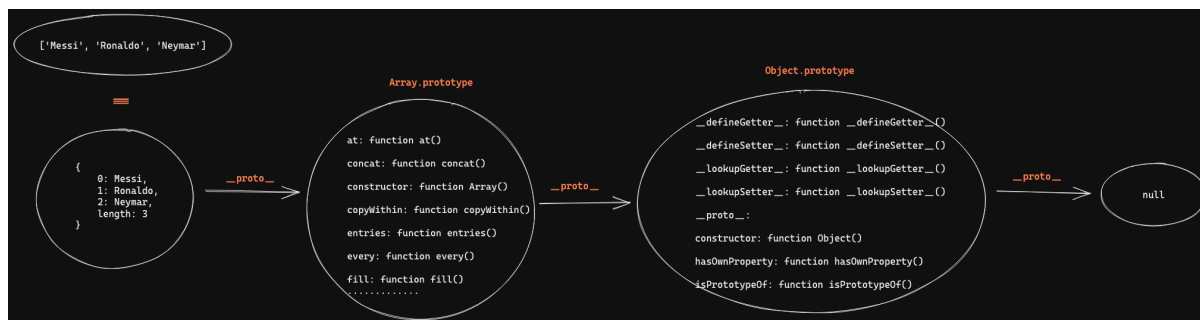 ['Messi', 'Ronaldo', 'Neymar']
{
0: Messi,
1: Ronaldo,
2: Neymar,
length: 3
}
__proto__
Array.prototype
at: function at()
concat: function concat()
constructor: function Array()
copyWithin: function copyWithin()
entries: function entries()
every: function every()
fill: function fill()
.............
__proto__
Object.prototype
__defineGetter__: function __defineGetter__()
__defineSetter__: function __defineSetter__()
__lookupGetter__: function __lookupGetter__()
__lookupSetter__: function __lookupSetter__()
__proto__:
constructor: function Object()
hasOwnProperty: function hasOwnProperty()
isPrototypeOf: function isPrototypeOf()
__proto__
null